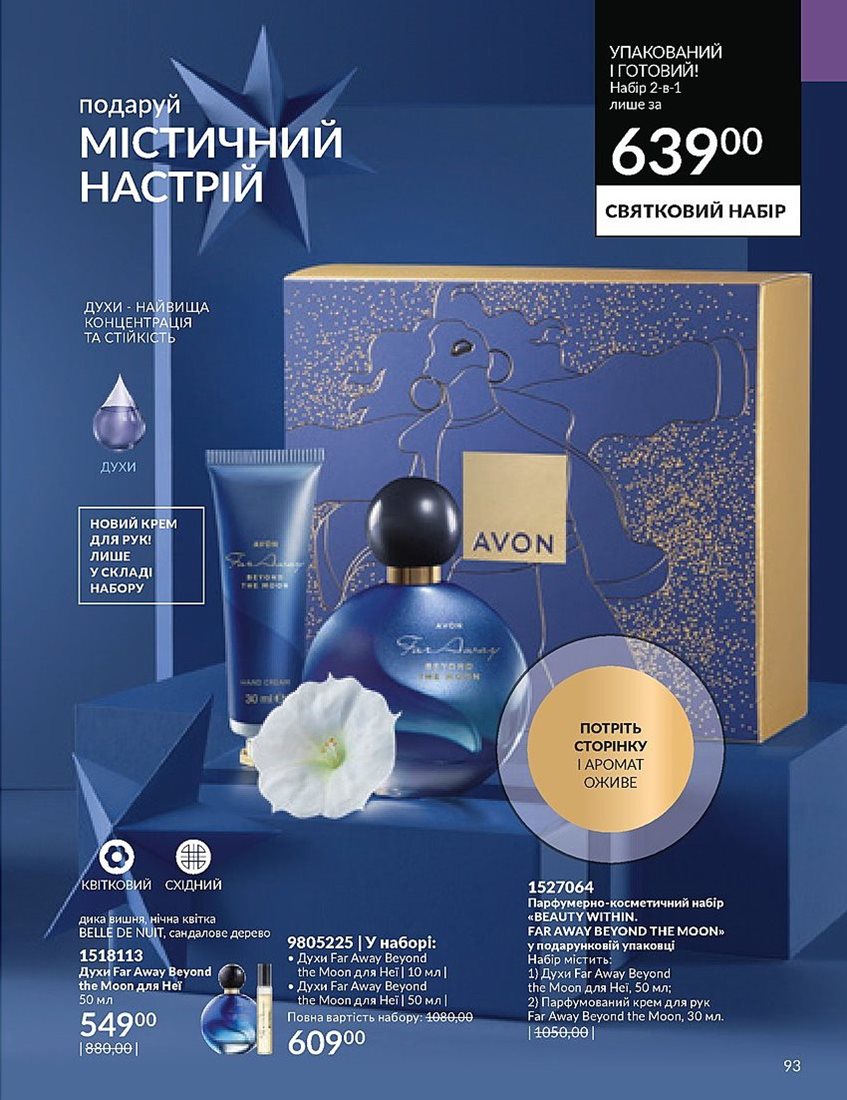 подаруй
МІСТИЧНИЙ
НАСТРІЙ
УПАКОВАНИЙ
І ГОТОВИЙ!
Набір 2-в-1
лише за
639⁰⁰
СВЯТКОВИЙ НАБІР
ДУХИ - НАЙВИЩА
КОНЦЕНТРАЦІЯ
ТА СТІЙКІСТЬ
ДУХИ
НОВИЙ КРЕМ
ДЛЯ РУК!
ЛИШЕ
У СКЛАДІ
НАБОРУ
AVON
AVON
Far Away
BEYOND
THE MOON
HAND CREAM
30 ml e
AVON
Far Away
BEYOND
THE MOON
ПОТРІТЬ
СТОРІНКУ
І АРОМАТ
ОЖИВЕ
КВІТКОВИЙ СХІДНИЙ
дика вишня, нічна квітка
BELLE DE NUIT, сандалове дерево
1518113
Духи Far Away Beyond
the Moon для Неї
50 мл
549⁰⁰
| 880,00 |
9805225 | У наборі:
• Духи Far Away Beyond
the Moon для Неї | 10 мл |
• Духи Far Away Beyond
the Moon для Неї | 50 мл |
Повна вартість набору: 1080,00
609⁰⁰
1527064
Парфумерно-косметичний набір
«BEAUTY WITHIN.
FAR AWAY BEYOND THE MOON»
у подарунковій упаковці
Набір містить:
1) Духи Far Away Beyond
the Moon для Неї, 50 мл;
2) Парфумований крем для рук
Far Away Beyond the Moon, 30 мл.
| 1050,00 |
93